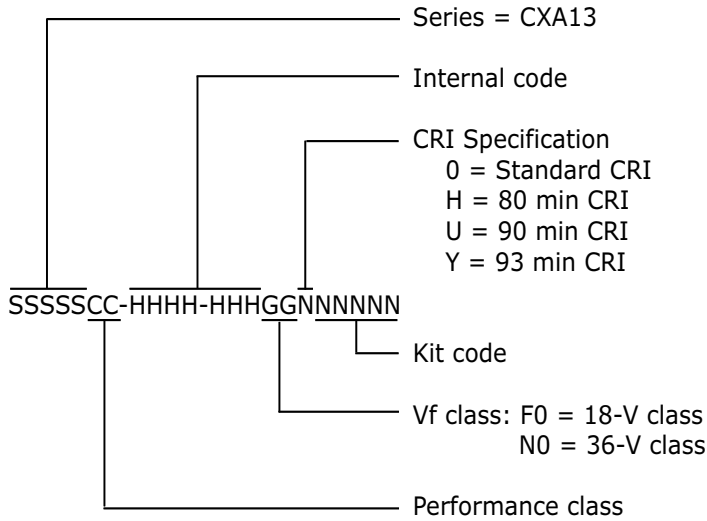 Series = CXA13
Internal code
CRI Specification
0 = Standard CRI
H = 80 min CRI
U = 90 min CRI
Y = 93 min CRI
SSSSSCC-HHHH-HHHGGNNNNNN
Kit code
Vf class: F0 = 18-V class
N0 = 36-V class
Performance class